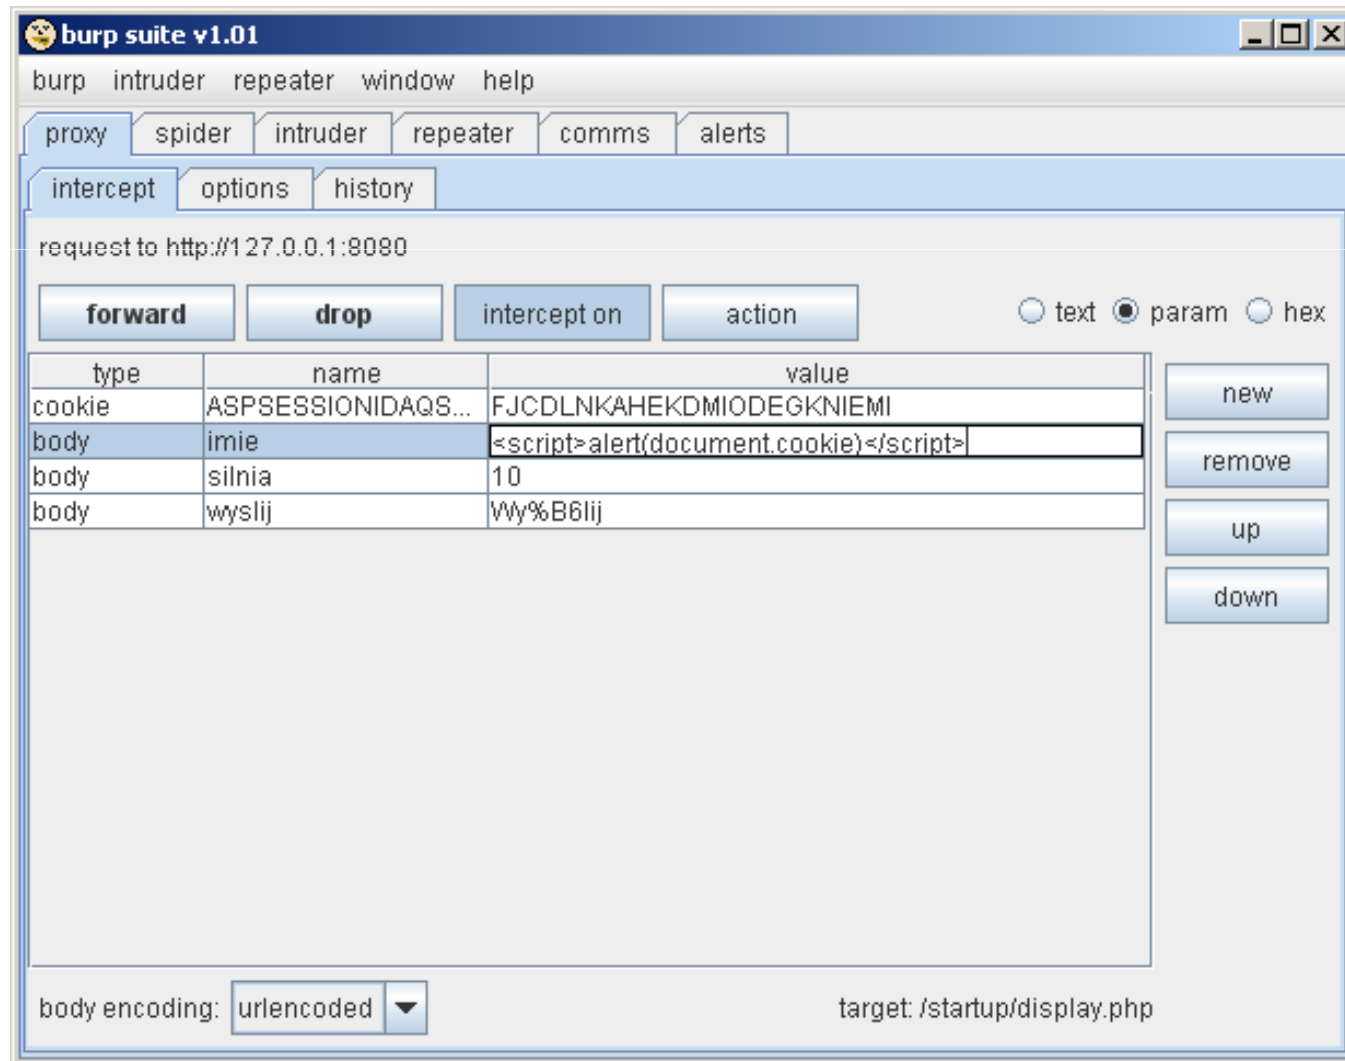 burp suite v1.01
burp intruder repeater window help
proxy spider intruder repeater comms alerts
intercept options history
request to http://127.0.0.1:8080
forward drop intercept on action text param hex
type name value
cookie ASPSESSIONIDAQS... FJCDLNKAHEKDMIODEGKNIEMI
body imie <script>alert(document.cookie)</script>
body silnia 10
body wyslij Wy%B6lij
new
remove
up
down
body encoding: urlencoded target: /startup/display.php